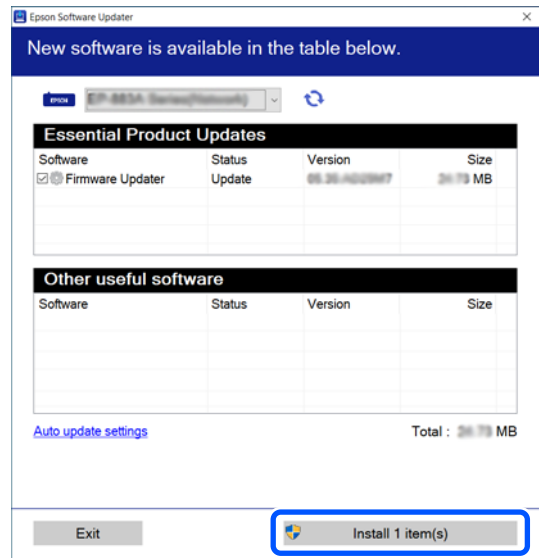 Epson Software Updater
New software is available in the table below.
EPSON
Essential Product Updates
Software Status Version Size
Firmware Updater Update MB
Other useful software
Software Status Version Size
Auto update settings Total : MB
Exit Install 1 item(s)